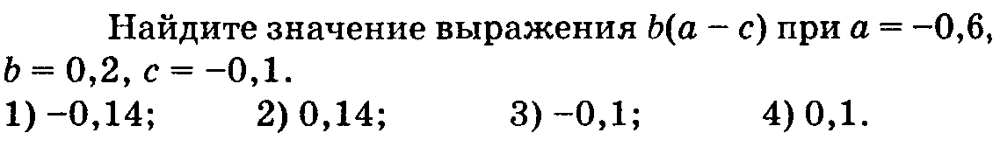 Найдите значение выражения b(a − c) при a = −0,6,
b = 0,2, c = −0,1.
1) −0,14; 2) 0,14; 3) −0,1; 4) 0,1.